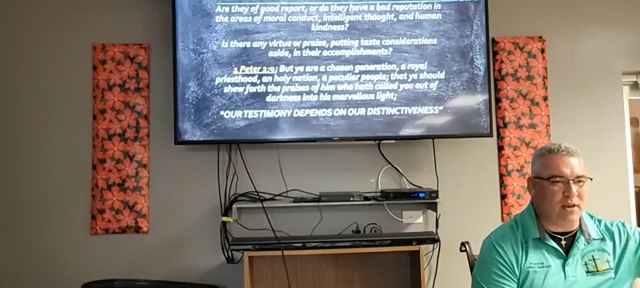 Are they of good report, or do they have a bad reputation in
the areas of moral conduct, intelligent thought, and human
kindness?
Is there any virtue or praise, putting taste considerations
aside, in their accomplishments?
1 Peter 2:9: But ye are a chosen generation, a royal
priesthood, an holy nation, a peculiar people; that ye should
shew forth the praises of him who hath called you out of
darkness into his marvellous light;
"OUR TESTIMONY DEPENDS ON OUR DISTINCTIVENESS"